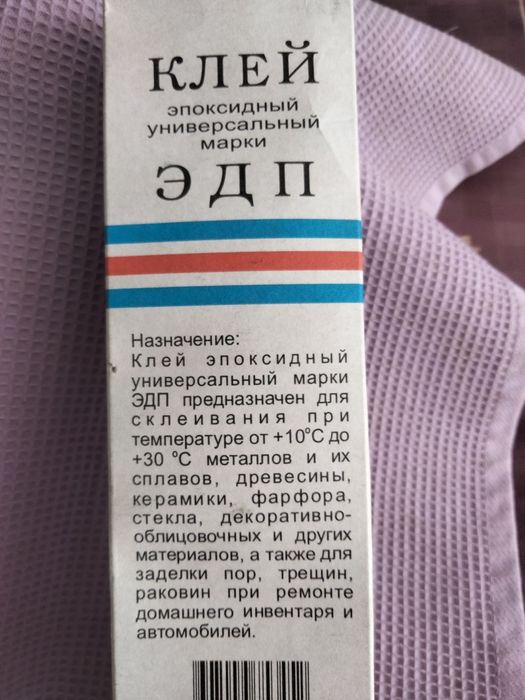 КЛЕЙ
эпоксидный
универсальный
марки
ЭДП
Назначение:
Клей эпоксидный
универсальный марки
ЭДП предназначен для
склеивания при
температуре от +10°С до
+30 °С металлов и их
сплавов, древесины,
керамики, фарфора,
стекла, декоративно-
облицовочных и других
материалов, а также для
заделки пор, трещин,
раковин при ремонте
домашнего инвентаря и
автомобилей.